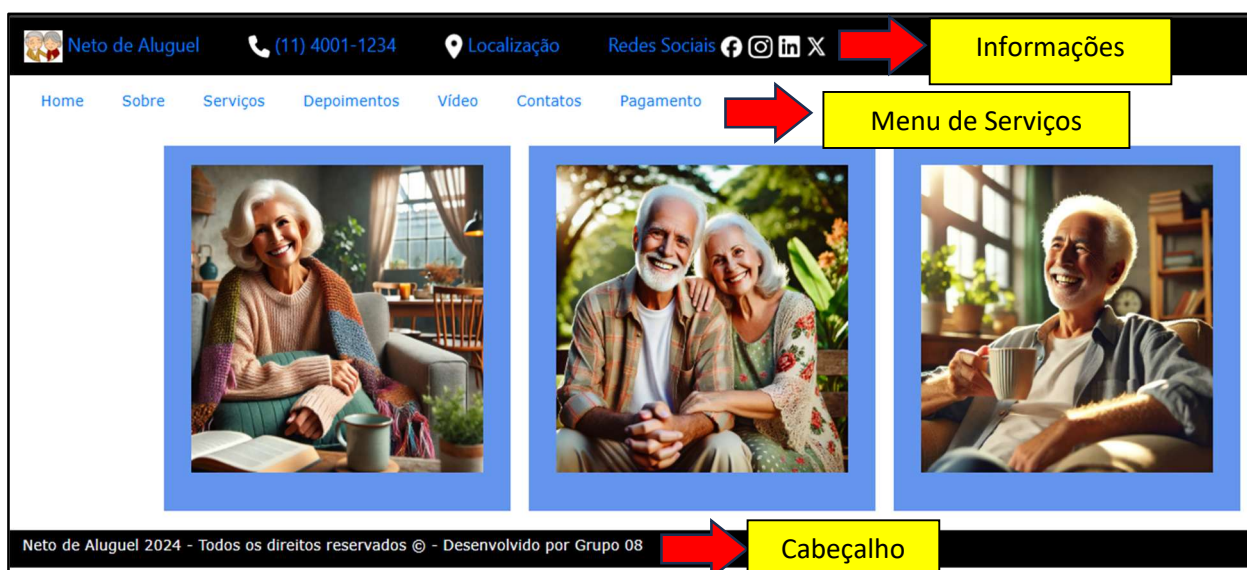 Neto de Aluguel (11) 4001-1234 Localização Redes Sociais Informações
Home Sobre Serviços Depoimentos Vídeo Contatos Pagamento Menu de Serviços
Neto de Aluguel 2024 - Todos os direitos reservados © - Desenvolvido por Grupo 08 Cabeçalho